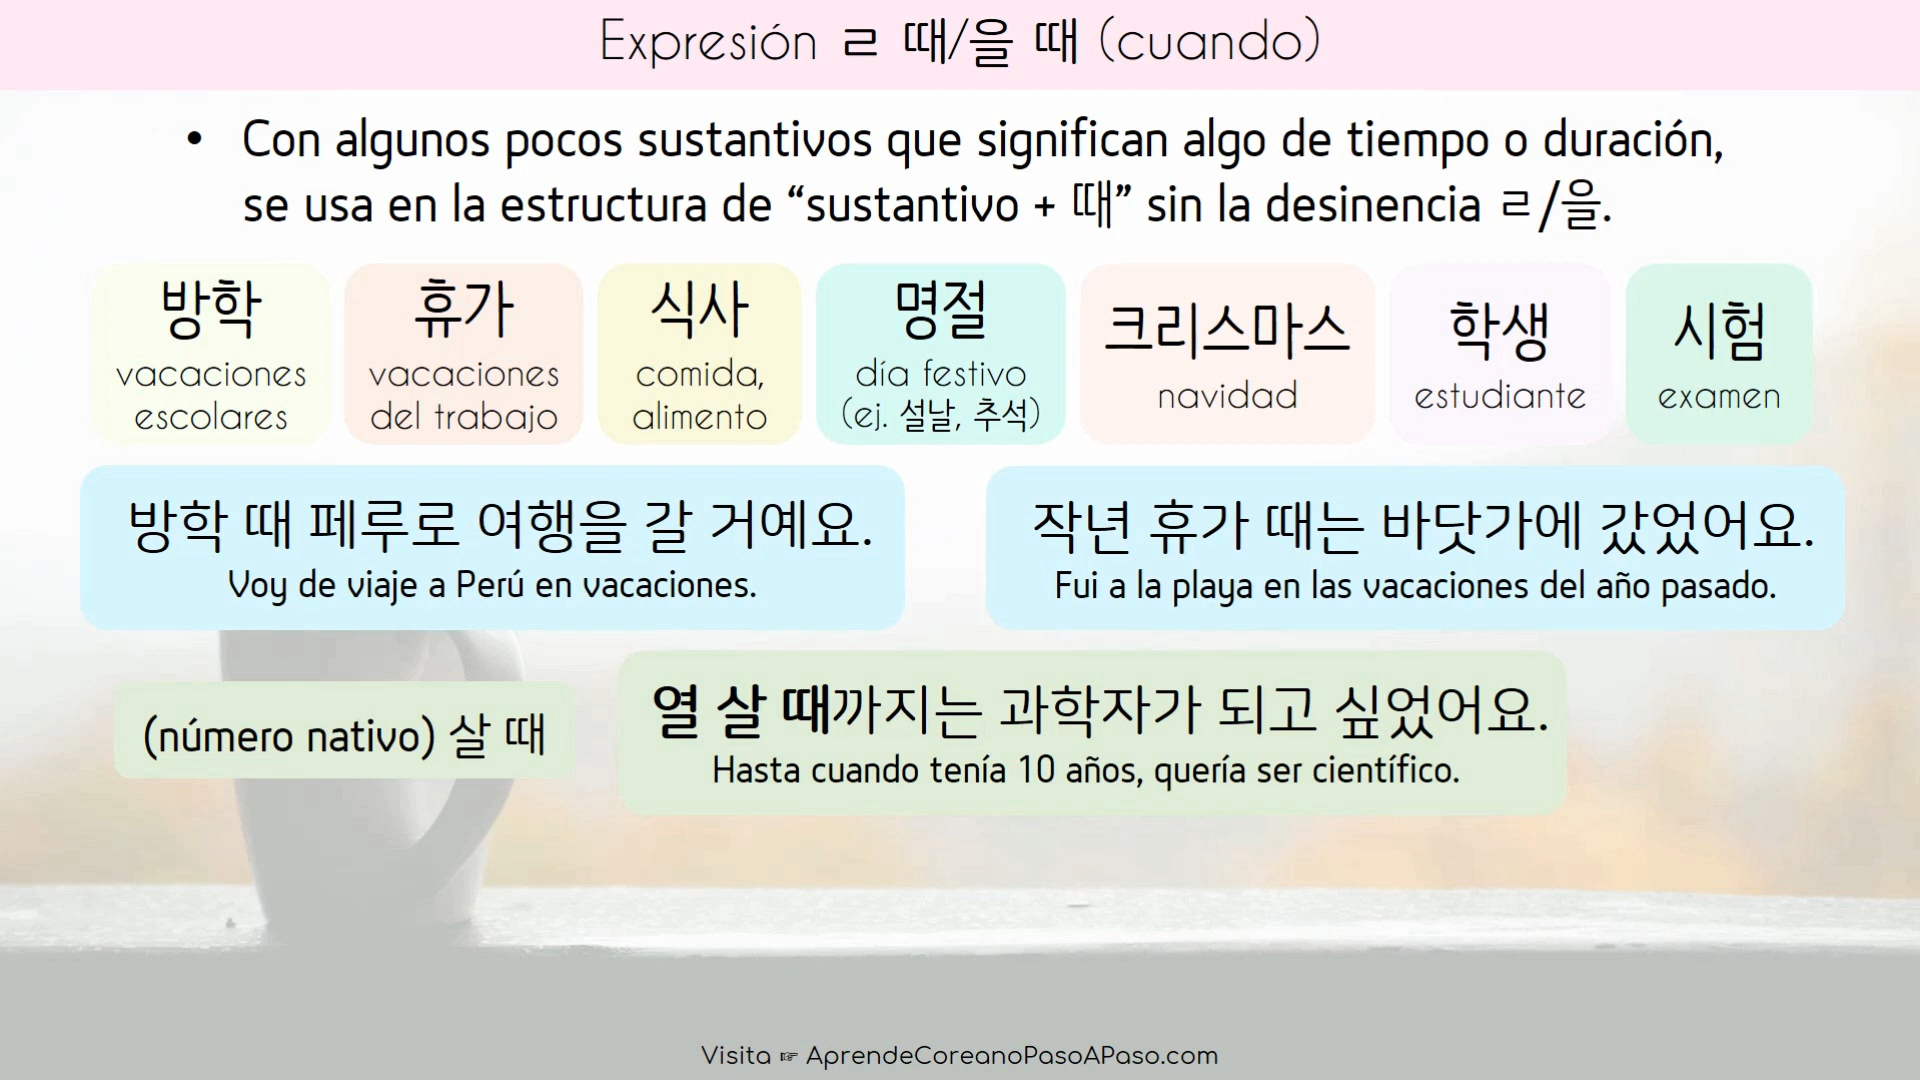 Expresión ㄹ 때/을 때 (cuando)
• Con algunos pocos sustantivos que significan algo de tiempo o duración,
se usa en la estructura de “sustantivo + 때” sin la desinencia ㄹ/을.
방학
vacaciones
escolares
휴가
vacaciones
del trabajo
식사
comida,
alimento
명절
día festivo
(ej. 설날, 추석)
크리스마스
navidad
학생
estudiante
시험
examen
방학 때 페루로 여행을 갈 거예요.
Voy de viaje a Perú en vacaciones.
작년 휴가 때는 바닷가에 갔었어요.
Fui a la playa en las vacaciones del año pasado.
(número nativo) 살 때
열 살 때까지는 과학자가 되고 싶었어요.
Hasta cuando tenía 10 años, quería ser científico.
Visita ☞ AprendeCoreanoPasoAPaso.com